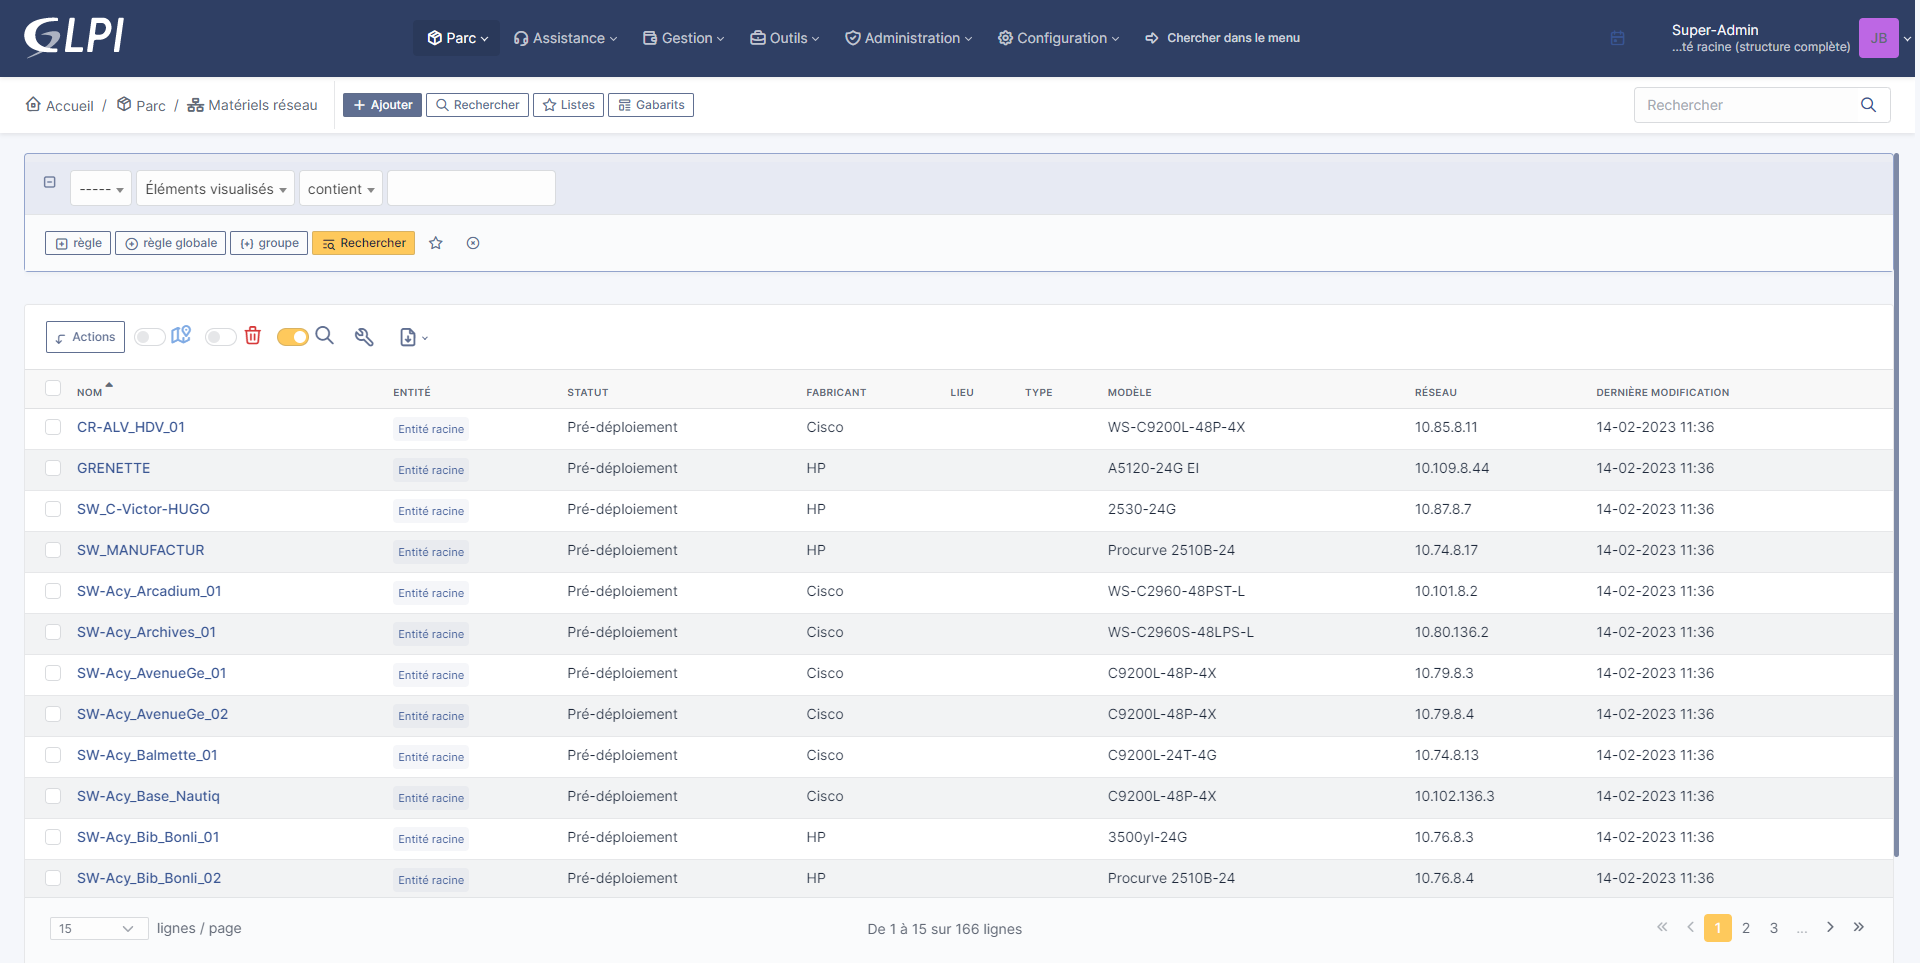 GLPI
Parc Assistance Gestion Outils Administration Configuration Chercher dans le menu
Super-Admin
...té racine (structure complète)
JB
Accueil / Parc / Matériels réseau
Ajouter Rechercher Listes Gabarits
Rechercher
----- Éléments visualisés contient
règle règle globale (+) groupe Rechercher
Actions
NOM ENTITÉ STATUT FABRICANT LIEU TYPE MODÈLE RÉSEAU DERNIÈRE MODIFICATION
CR-ALV_HDV_01 Entité racine Pré-déploiement Cisco WS-C9200L-48P-4X 10.85.8.11 14-02-2023 11:36
GRENETTE Entité racine Pré-déploiement HP A5120-24G EI 10.109.8.44 14-02-2023 11:36
SW_C-Victor-HUGO Entité racine Pré-déploiement HP 2530-24G 10.87.8.7 14-02-2023 11:36
SW_MANUFACTUR Entité racine Pré-déploiement HP Procurve 2510B-24 10.74.8.17 14-02-2023 11:36
SW-Acy_Arcadium_01 Entité racine Pré-déploiement Cisco WS-C2960-48PST-L 10.101.8.2 14-02-2023 11:36
SW-Acy_Archives_01 Entité racine Pré-déploiement Cisco WS-C2960S-48LPS-L 10.80.136.2 14-02-2023 11:36
SW-Acy_AvenueGe_01 Entité racine Pré-déploiement Cisco C9200L-48P-4X 10.79.8.3 14-02-2023 11:36
SW-Acy_AvenueGe_02 Entité racine Pré-déploiement Cisco C9200L-48P-4X 10.79.8.4 14-02-2023 11:36
SW-Acy_Balmette_01 Entité racine Pré-déploiement Cisco C9200L-24T-4G 10.74.8.13 14-02-2023 11:36
SW-Acy_Base_Nautiq Entité racine Pré-déploiement Cisco C9200L-48P-4X 10.102.136.3 14-02-2023 11:36
SW-Acy_Bib_Bonli_01 Entité racine Pré-déploiement HP 3500yl-24G 10.76.8.3 14-02-2023 11:36
SW-Acy_Bib_Bonli_02 Entité racine Pré-déploiement HP Procurve 2510B-24 10.76.8.4 14-02-2023 11:36
15 lignes / page De 1 à 15 sur 166 lignes « ‹ 1 2 3 ... › »